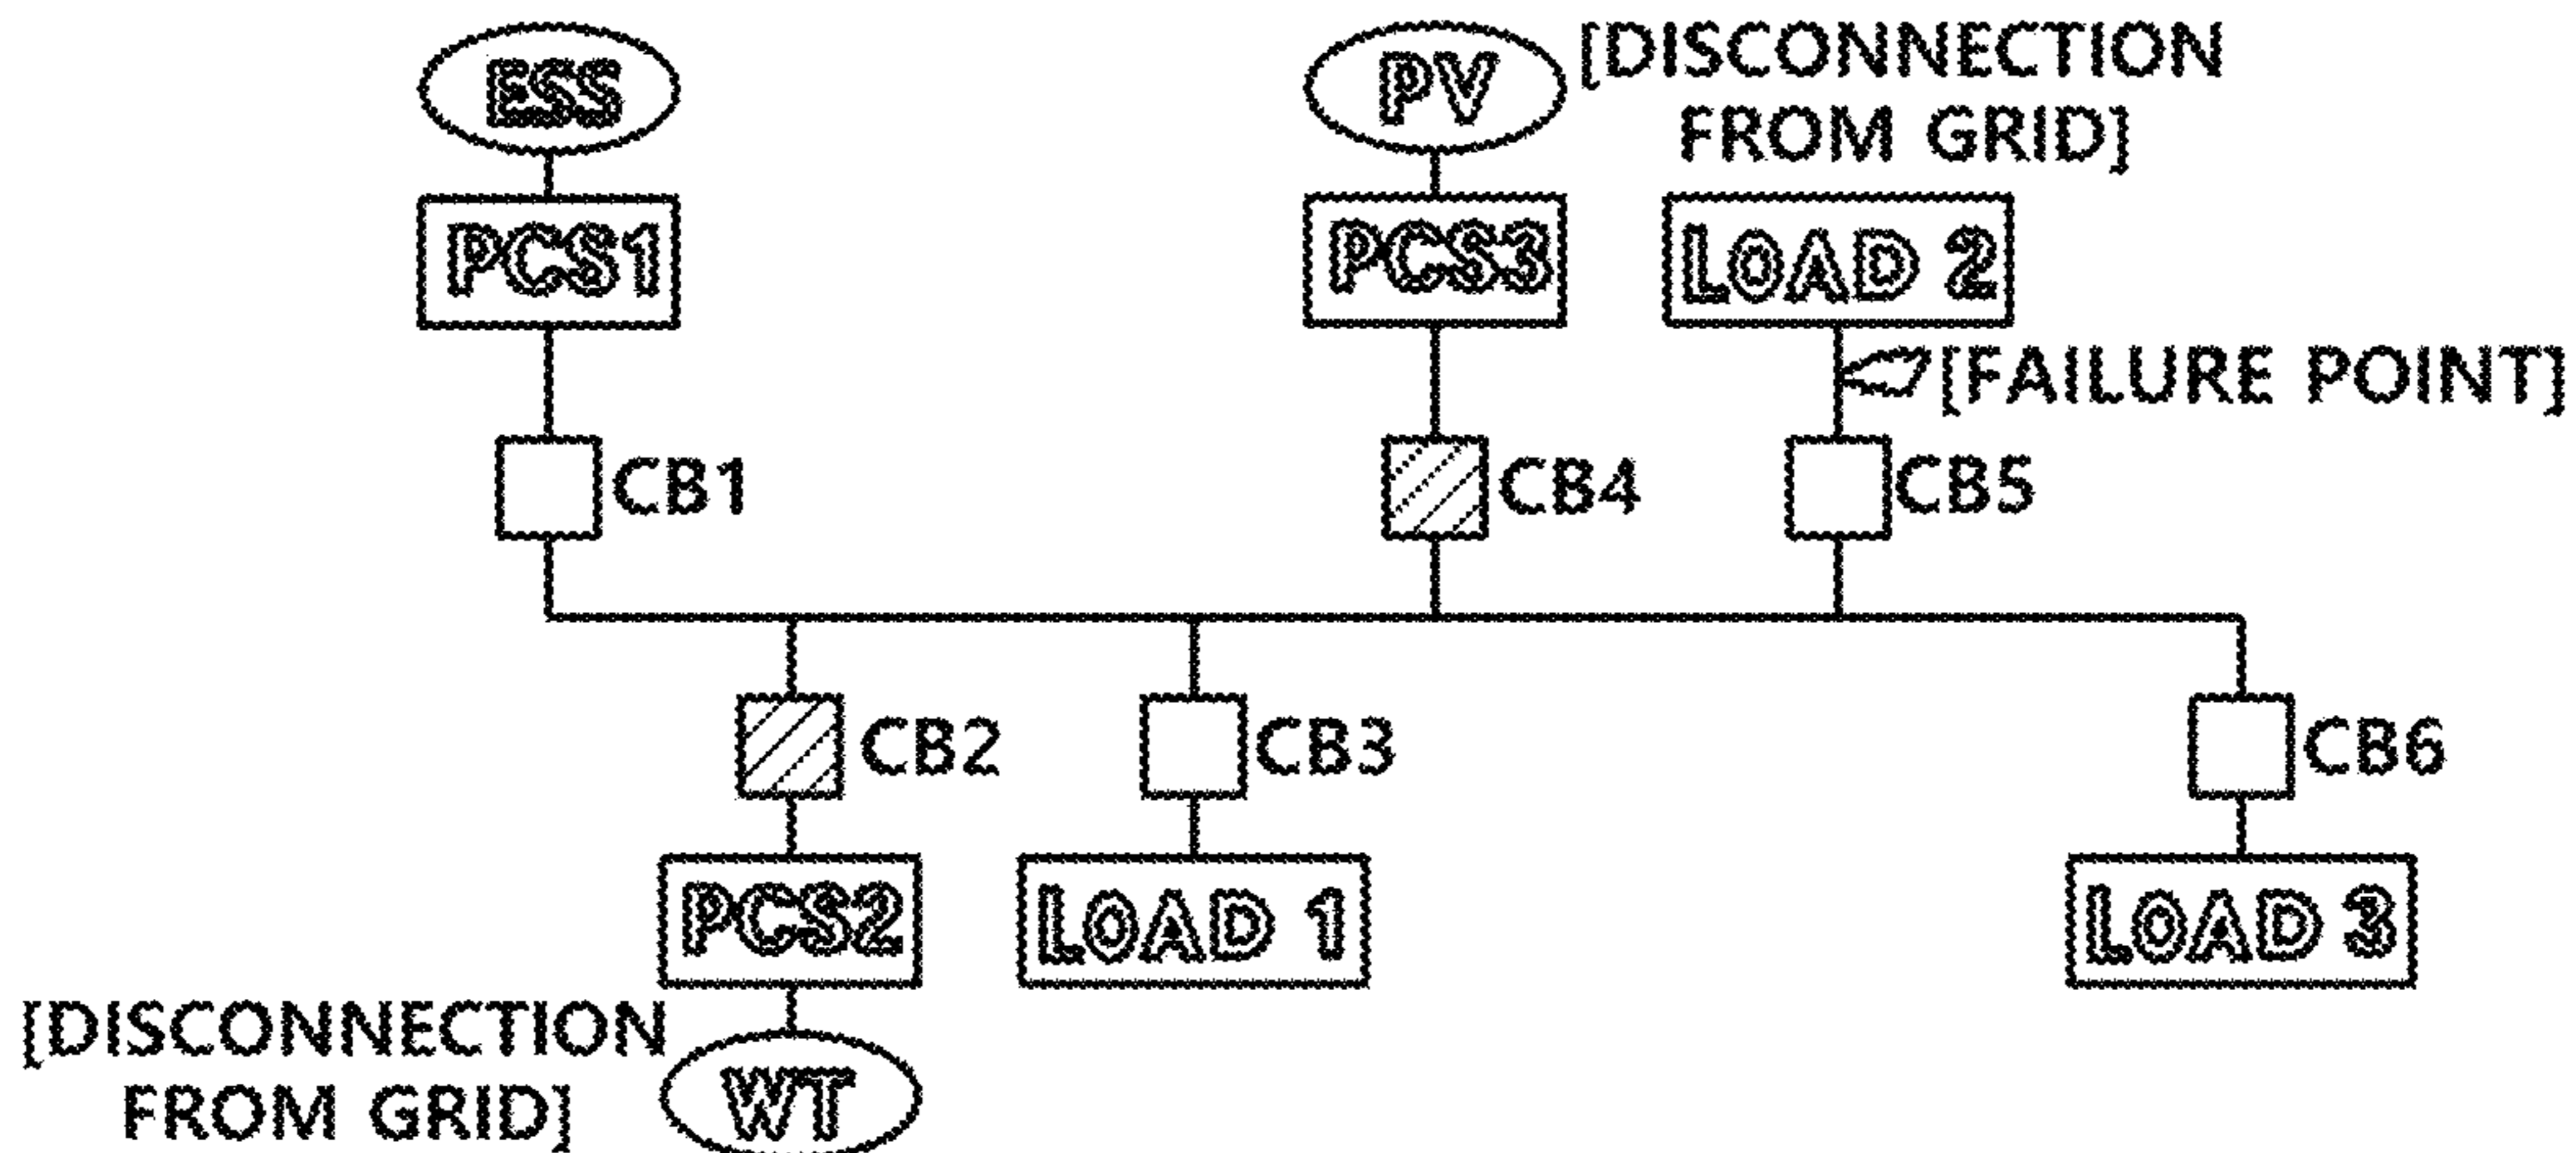 ESS
PV
[DISCONNECTION
FROM GRID]
PCS1
PCS3
LOAD 2
[FAILURE POINT]
CB1
CB4
CB5
CB2
CB3
CB6
PCS2
LOAD 1
LOAD 3
[DISCONNECTION
FROM GRID]
WT